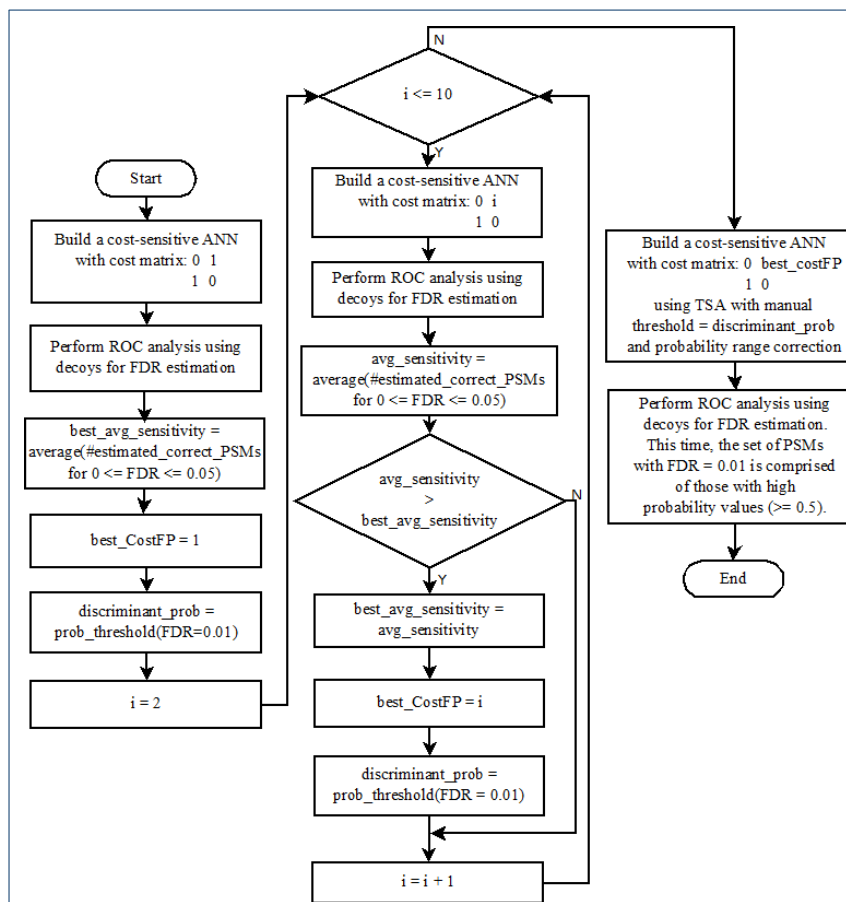 Start
Build a cost-sensitive ANN
with cost matrix: 0 1
1 0
Perform ROC analysis using
decoys for FDR estimation
best_avg_sensitivity =
average(#estimated_correct_PSMs
for 0 <= FDR <= 0.05)
best_CostFP = 1
discriminant_prob =
prob_threshold(FDR=0.01)
i = 2
N
i <= 10
Y
Build a cost-sensitive ANN
with cost matrix: 0 i
1 0
Perform ROC analysis using
decoys for FDR estimation
avg_sensitivity =
average(#estimated_correct_PSMs
for 0 <= FDR <= 0.05)
avg_sensitivity
>
best_avg_sensitivity
N
Y
best_avg_sensitivity =
avg_sensitivity
best_CostFP = i
discriminant_prob =
prob_threshold(FDR = 0.01)
i = i + 1
Build a cost-sensitive ANN
with cost matrix: 0 best_costFP
1 0
using TSA with manual
threshold = discriminant_prob
and probability range correction
Perform ROC analysis using
decoys for FDR estimation.
This time, the set of PSMs
with FDR = 0.01 is comprised
of those with high
probability values (>= 0.5).
End